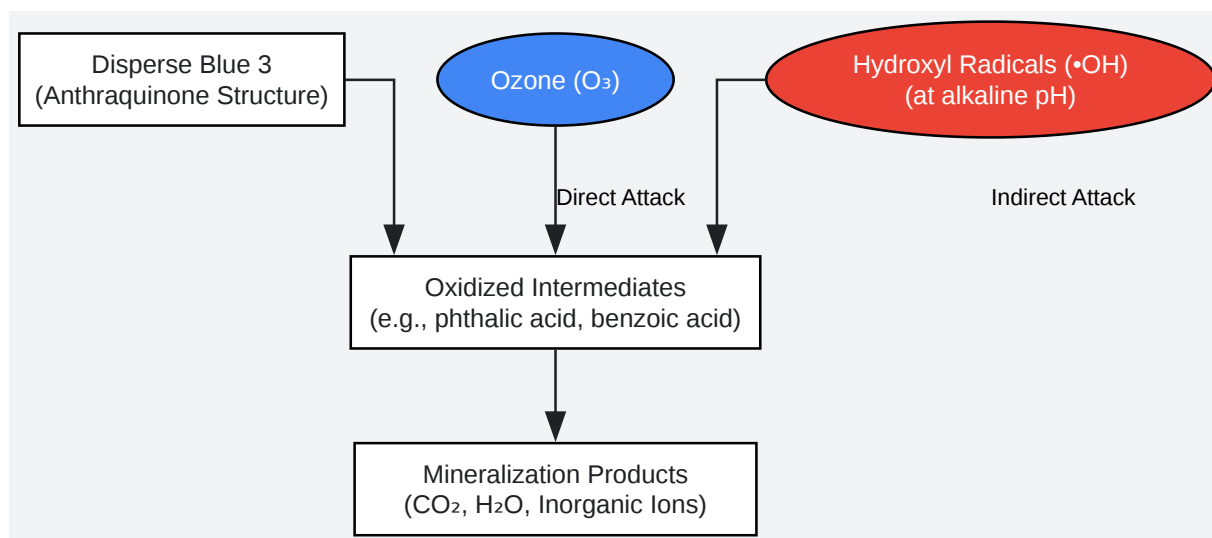 Disperse Blue 3
(Anthraquinone Structure)
Ozone (O₃)
Hydroxyl Radicals (•OH)
(at alkaline pH)
Direct Attack
Indirect Attack
Oxidized Intermediates
(e.g., phthalic acid, benzoic acid)
Mineralization Products
(CO₂, H₂O, Inorganic Ions)